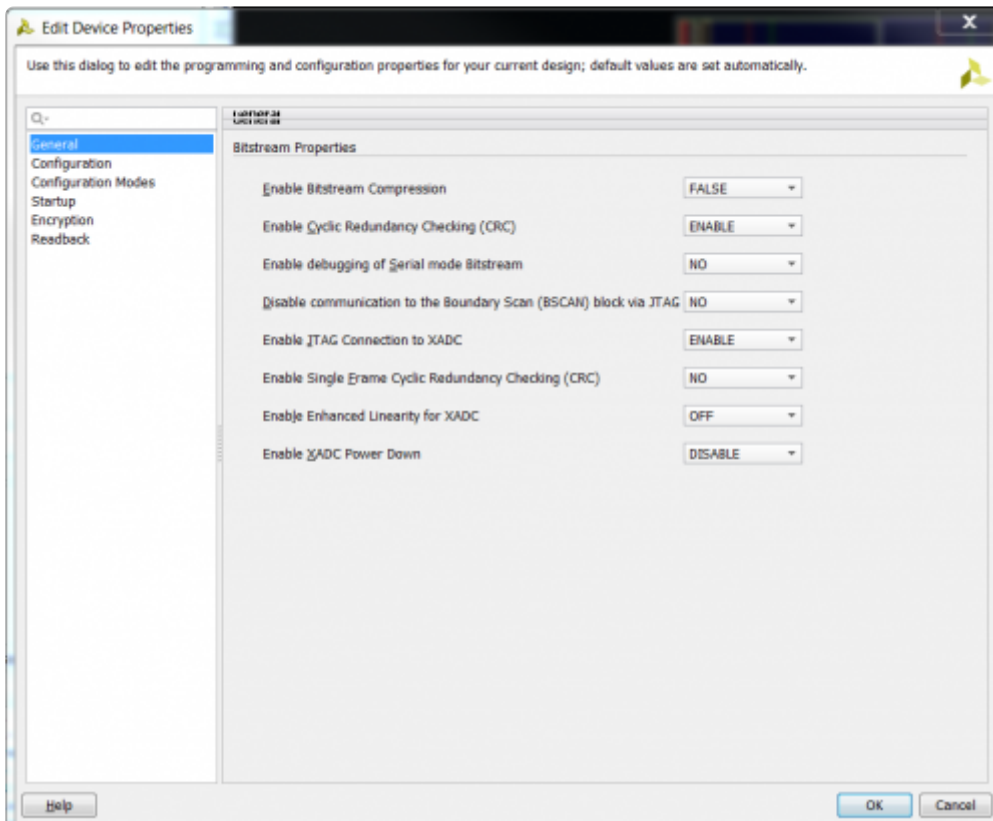 Edit Device Properties
Use this dialog to edit the programming and configuration properties for your current design; default values are set automatically.
General
Configuration
Configuration Modes
Startup
Encryption
Readback
General
Bitstream Properties
Enable Bitstream Compression FALSE
Enable Cyclic Redundancy Checking (CRC) ENABLE
Enable debugging of Serial mode Bitstream NO
Disable communication to the Boundary Scan (BSCAN) block via JTAG NO
Enable JTAG Connection to XADC ENABLE
Enable Single Frame Cyclic Redundancy Checking (CRC) NO
Enable Enhanced Linearity for XADC OFF
Enable XADC Power Down DISABLE
Help OK Cancel